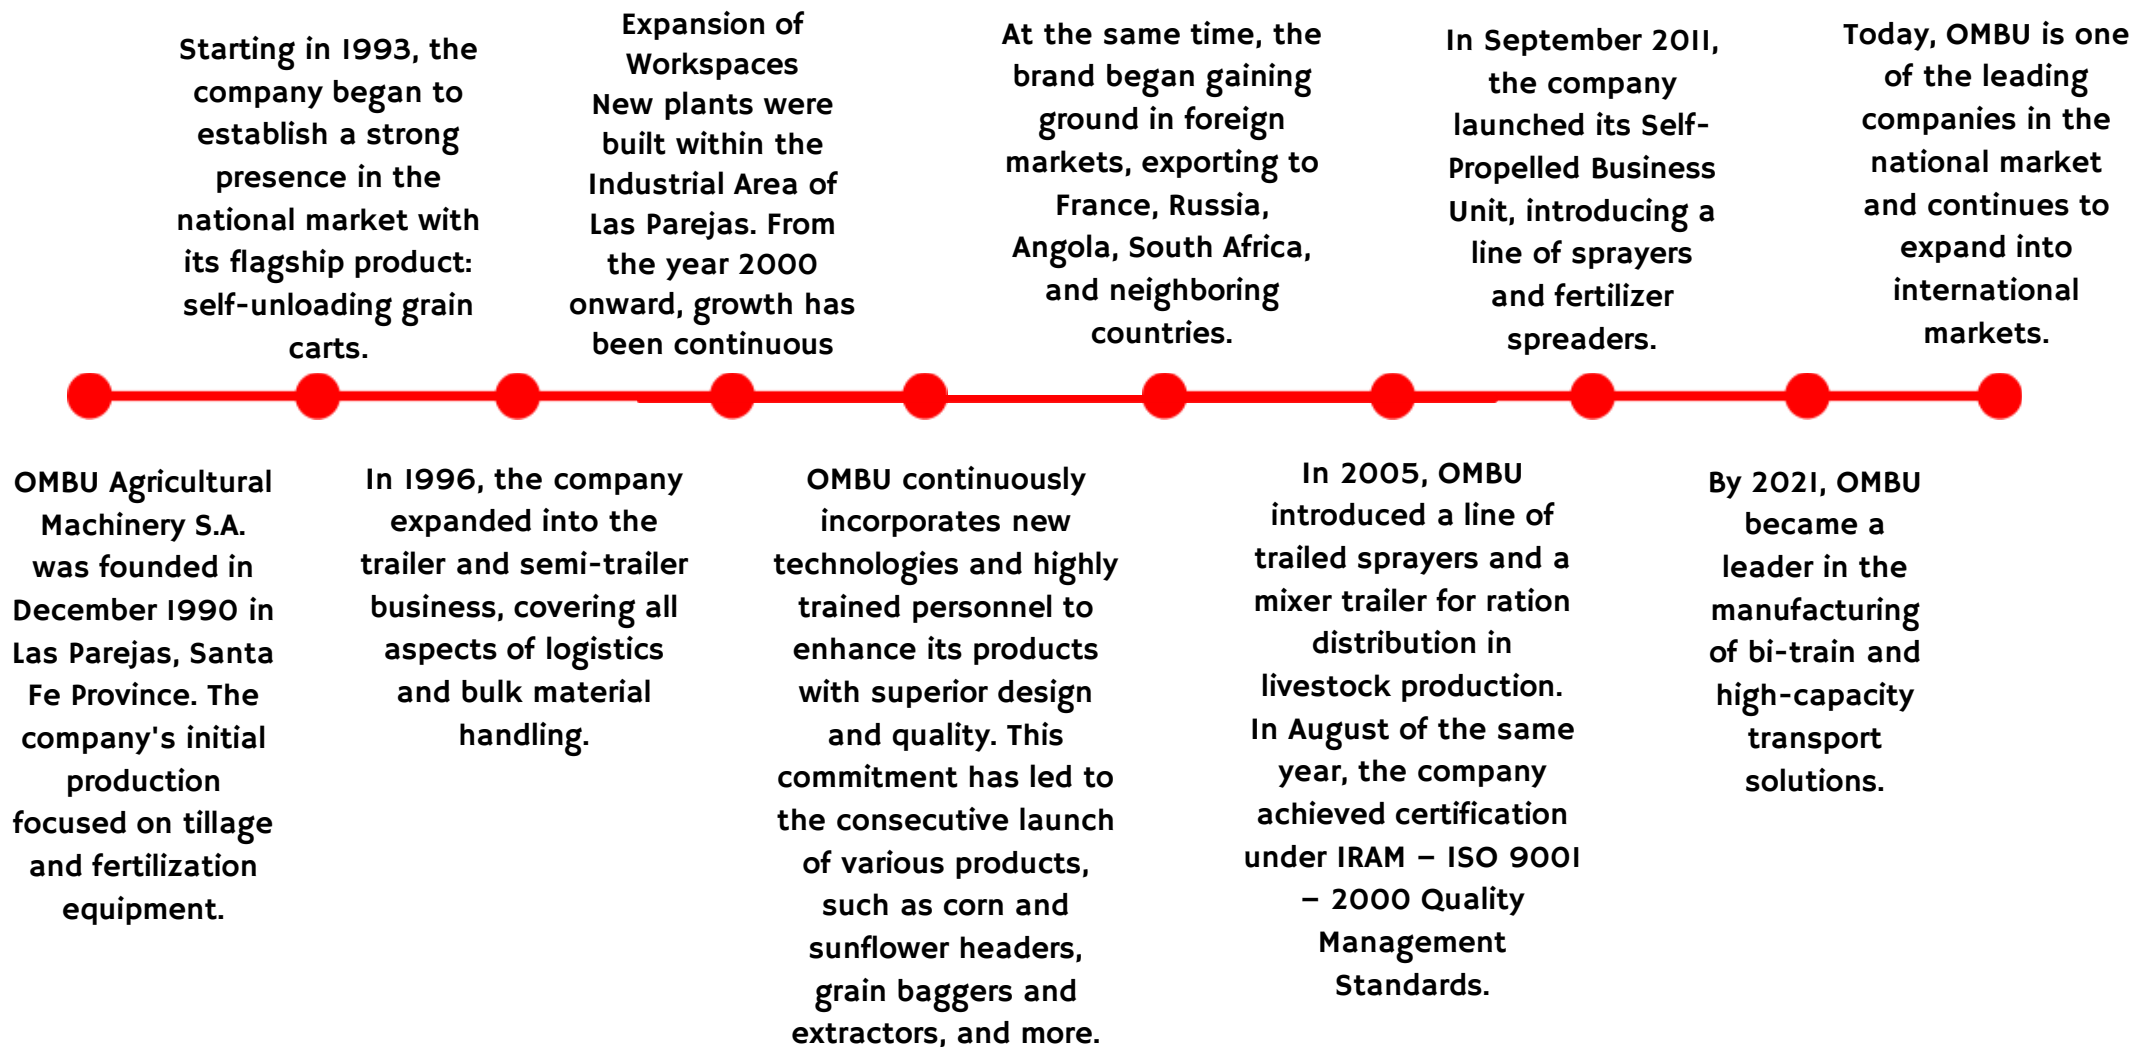 OMBU Agricultural
Machinery S.A.
was founded in
December 1990 in
Las Parejas, Santa
Fe Province. The
company's initial
production
focused on tillage
and fertilization
equipment.
Starting in 1993, the
company began to
establish a strong
presence in the
national market with
its flagship product:
self-unloading grain
carts.
In 1996, the company
expanded into the
trailer and semi-trailer
business, covering all
aspects of logistics
and bulk material
handling.
Expansion of
Workspaces
New plants were
built within the
Industrial Area of
Las Parejas. From
the year 2000
onward, growth has
been continuous
OMBU continuously
incorporates new
technologies and highly
trained personnel to
enhance its products
with superior design
and quality. This
commitment has led to
the consecutive launch
of various products,
such as corn and
sunflower headers,
grain baggers and
extractors, and more.
At the same time, the
brand began gaining
ground in foreign
markets, exporting to
France, Russia,
Angola, South Africa,
and neighboring
countries.
In 2005, OMBU
introduced a line of
trailed sprayers and a
mixer trailer for ration
distribution in
livestock production.
In August of the same
year, the company
achieved certification
under IRAM – ISO 9001
– 2000 Quality
Management
Standards.
In September 2011,
the company
launched its Self-
Propelled Business
Unit, introducing a
line of sprayers
and fertilizer
spreaders.
By 2021, OMBU
became a
leader in the
manufacturing
of bi-train and
high-capacity
transport
solutions.
Today, OMBU is one
of the leading
companies in the
national market
and continues to
expand into
international
markets.